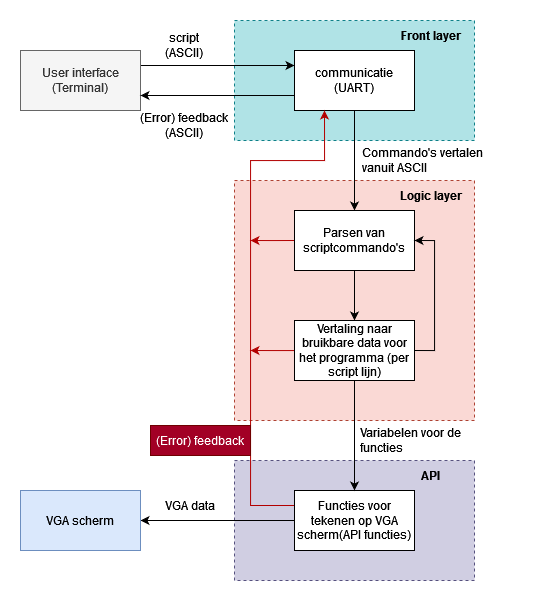 Front layer
script
(ASCII)
User interface
(Terminal)
communicatie
(UART)
(Error) feedback
(ASCII)
Commando's vertalen
vanuit ASCII
Logic layer
Parsen van
scriptcommando's
Vertaling naar
bruikbare data voor
het programma (per
script lijn)
(Error) feedback
Variabelen voor de
functies
API
VGA scherm
VGA data
Functies voor
tekenen op VGA
scherm(API functies)